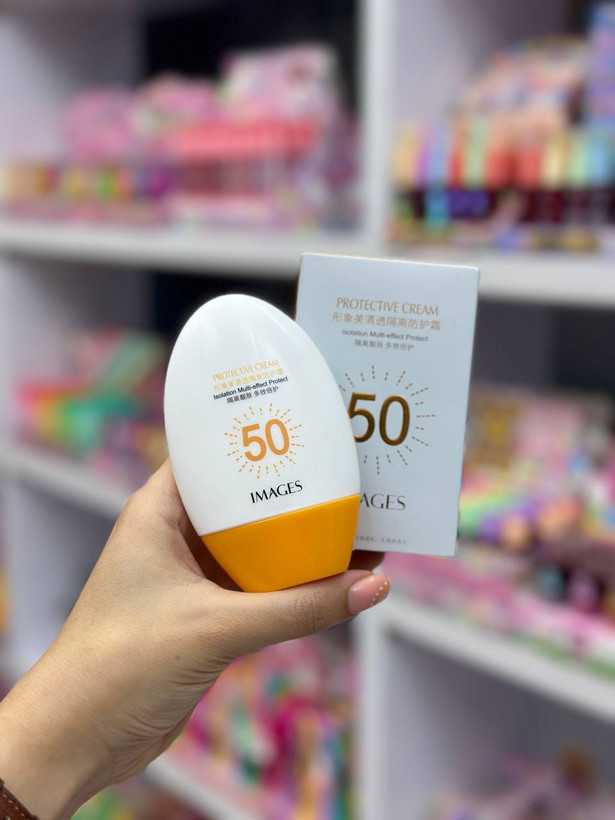 PROTECTIVE CREAM
形象美清透隔离防护霜
Isolation Multi-effect Protect
隔离靓肤 多效倍护
50
IMAGES
PROTECTIVE CREAM
形象美清透隔离防护霜
Isolation Multi-effect Protect
隔离靓肤 多效倍护
50
AGES